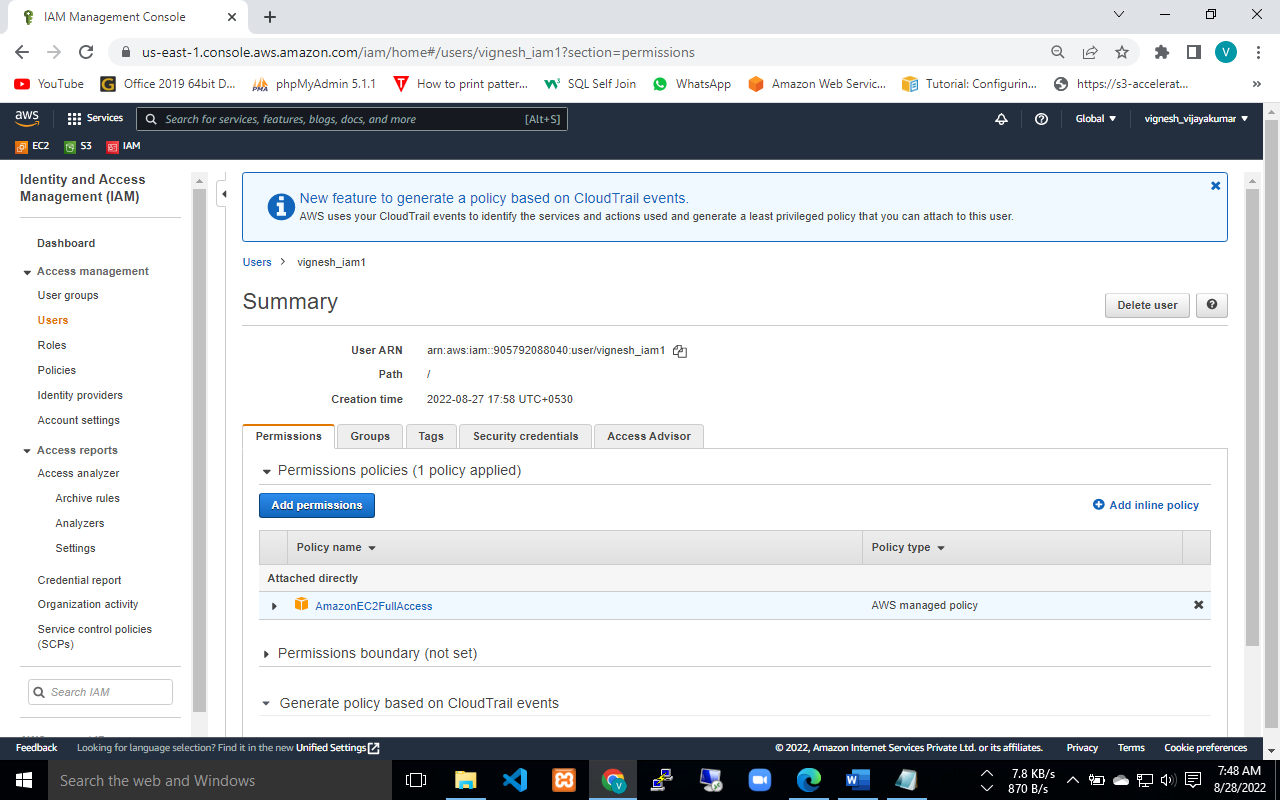 IAM Management Console
us-east-1.console.aws.amazon.com/iam/home#/users/vignesh_iam1?section=permissions
V
YouTube
Office 2019 64bit D...
phpMyAdmin 5.1.1
How to print patter...
SQL Self Join
WhatsApp
Amazon Web Servic...
Tutorial: Configurin...
https://s3-accelerat...
»
aws
Services
Search for services, features, blogs, docs, and more
[Alt+S]
Global
vignesh_vijayakumar
EC2
S3
IAM
Identity and Access
Management (IAM)
Dashboard
Access management
User groups
Users
Roles
Policies
Identity providers
Account settings
Access reports
Access analyzer
Archive rules
Analyzers
Settings
Credential report
Organization activity
Service control policies
(SCPs)
Search IAM
New feature to generate a policy based on CloudTrail events.
AWS uses your CloudTrail events to identify the services and actions used and generate a least privileged policy that you can attach to this user.
Users > vignesh_iam1
Summary
Delete user
User ARN arn:aws:iam::905792088040:user/vignesh_iam1
Path /
Creation time 2022-08-27 17:58 UTC+0530
Permissions
Groups
Tags
Security credentials
Access Advisor
Permissions policies (1 policy applied)
Add permissions
Add inline policy
Policy name
Policy type
Attached directly
AmazonEC2FullAccess
AWS managed policy
Permissions boundary (not set)
Generate policy based on CloudTrail events
Feedback
Looking for language selection? Find it in the new Unified Settings
© 2022, Amazon Internet Services Private Ltd. or its affiliates.
Privacy
Terms
Cookie preferences
Search the web and Windows
7.8 KB/s
870 B/s
7:48 AM
8/28/2022